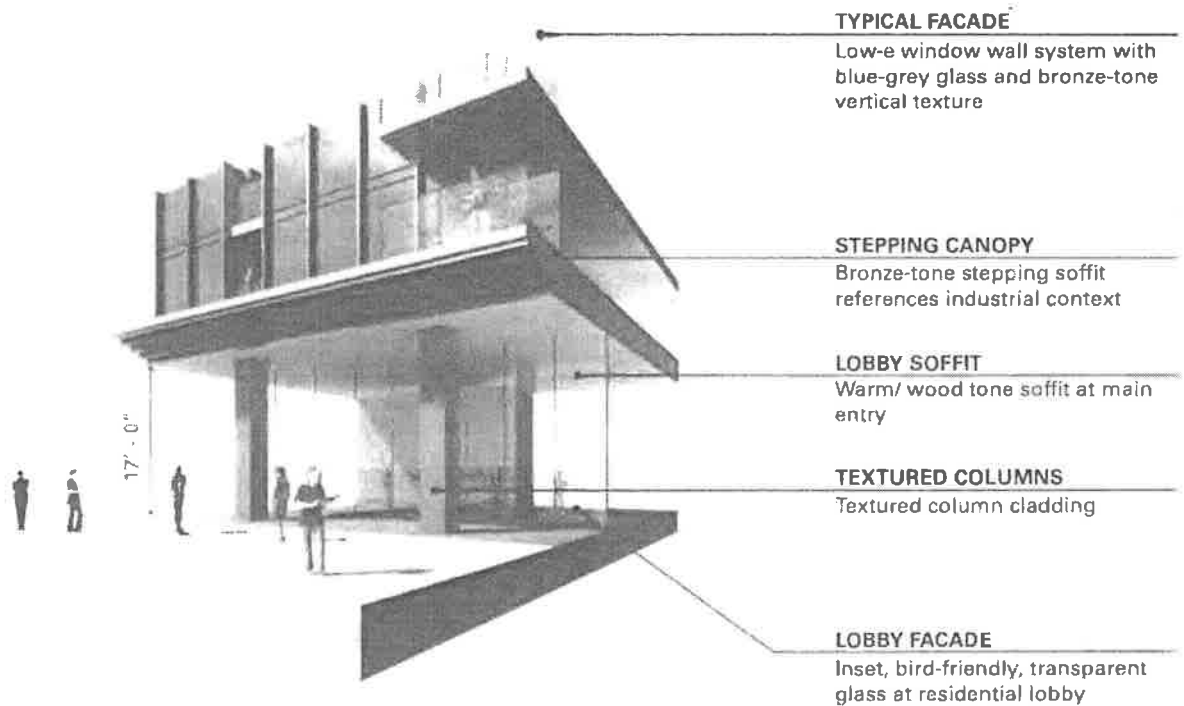 TYPICAL FACADE
Low-e window wall system with
blue-grey glass and bronze-tone
vertical texture
STEPPING CANOPY
Bronze-tone stepping soffit
references industrial context
LOBBY SOFFIT
Warm/ wood tone soffit at main
entry
17' - 0"
TEXTURED COLUMNS
Textured column cladding
LOBBY FACADE
Inset, bird-friendly, transparent
glass at residential lobby